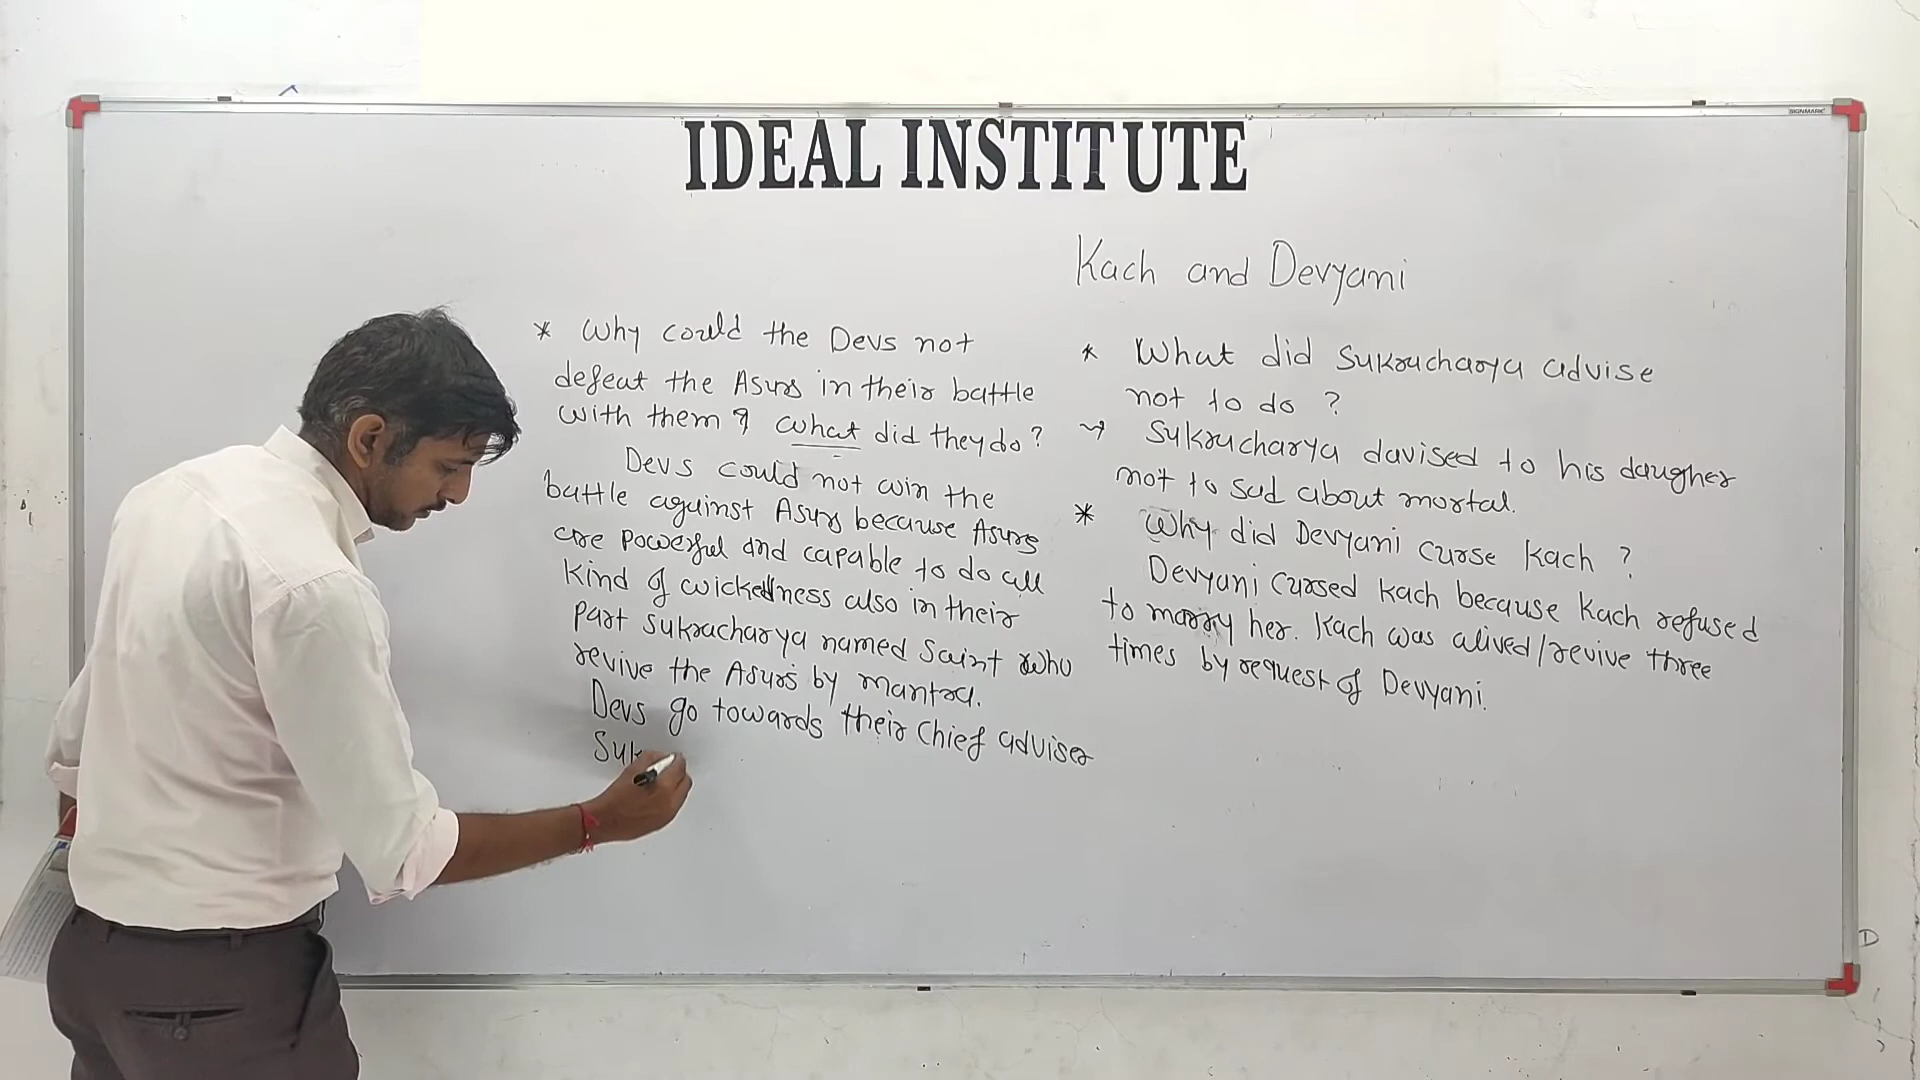 IDEAL INSTITUTE
Kach and Devyani
* Why could the Devs not
defeat the Asurs in their battle
with them & what did they do?
Devs could not win the
battle against Asurs because Asurs
are powerful and capable to do all
kind of wickedness also in their
part Sukracharya named Saint who
revive the Asurs by mantra.
Devs go towards their Chief adviser
Suk
* What did Sukracharya advise
not to do ?
→ Sukracharya davised to his daugher
not to sad about mortal.
* Why did Devyani curse Kach ?
Devyani cursed Kach because Kach refused
to marry her. Kach was alived/revive three
times by request of Devyani.
SIGNMARK
D